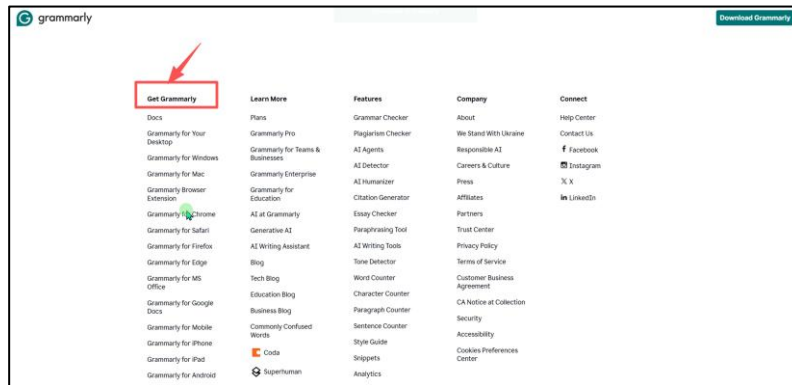 grammarly
Download Grammarly
Get Grammarly
Docs
Grammarly for Your
Desktop
Grammarly for Windows
Grammarly for Mac
Grammarly Browser
Extension
Grammarly for Chrome
Grammarly for Safari
Grammarly for Firefox
Grammarly for Edge
Grammarly for MS
Office
Grammarly for Google
Docs
Grammarly for Mobile
Grammarly for iPhone
Grammarly for iPad
Grammarly for Android
Learn More
Plans
Grammarly Pro
Grammarly for Teams &
Businesses
Grammarly Enterprise
Grammarly for
Education
AI at Grammarly
Generative AI
AI Writing Assistant
Blog
Tech Blog
Education Blog
Business Blog
Commonly Confused
Words
Coda
Superhuman
Features
Grammar Checker
Plagiarism Checker
AI Agents
AI Detector
AI Humanizer
Citation Generator
Essay Checker
Paraphrasing Tool
AI Writing Tools
Tone Detector
Word Counter
Character Counter
Paragraph Counter
Sentence Counter
Style Guide
Snippets
Analytics
Company
About
We Stand With Ukraine
Responsible AI
Careers & Culture
Press
Affiliates
Partners
Trust Center
Privacy Policy
Terms of Service
Customer Business
Agreement
CA Notice at Collection
Security
Accessibility
Cookies Preferences
Center
Connect
Help Center
Contact Us
Facebook
Instagram
X
LinkedIn